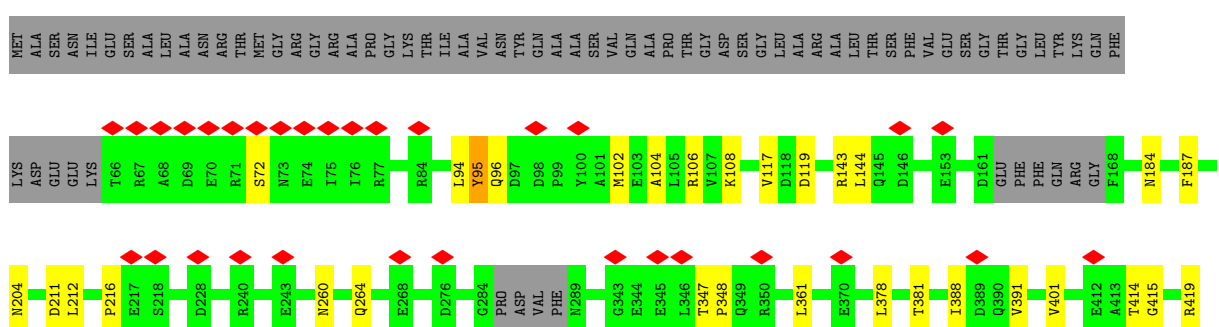 MET ALA SER ASN ILE GLU SER ALA LEU ALA ASN ARG THR MET GLY ARG GLY ARG ALA PRO GLY LYS THR ILE ALA VAL ASN TYR GLN ALA ALA SER VAL GLN ALA PRO THR GLY ASP SER GLY LEU ALA ARG ALA LEU THR SER PHE VAL GLU SER GLY THR GLY LEU TYR LYS GLN PHE
LYS ASP GLU GLU LYS T66 R67 A68 D69 E70 R71 S72 N73 E74 I75 I76 R77 R84 L94 Y95 Q96 D97 D98 P99 Y100 A101 M102 E103 A104 L105 R106 V107 K108 V117 D118 D119 R143 L144 Q145 D146 E153 D161 GLU PHE PHE GLN ARG GLY F168 N184 F187
N204 D211 L212 P216 E217 S218 D228 R240 E243 N260 Q264 E268 D276 G284 PRO ASP VAL PHE N289 G343 E344 E345 L346 T347 P348 Q349 R350 L361 E370 L378 T381 I388 D389 Q390 V391 V401 E412 A413 T414 G415 R419